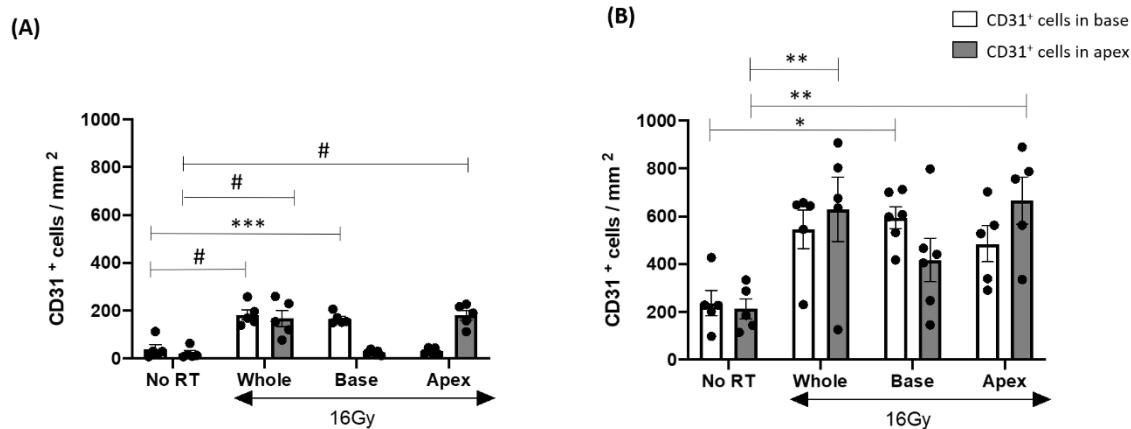 (A)
CD31 + cells / mm 2
1000
800
600
400
200
0
#
#
***
#
No RT
Whole
Base
Apex
16Gy
(B)
CD31+ cells in base
CD31+ cells in apex
CD31 + cells / mm 2
1000
800
600
400
200
0
**
**
*
No RT
Whole
Base
Apex
16Gy